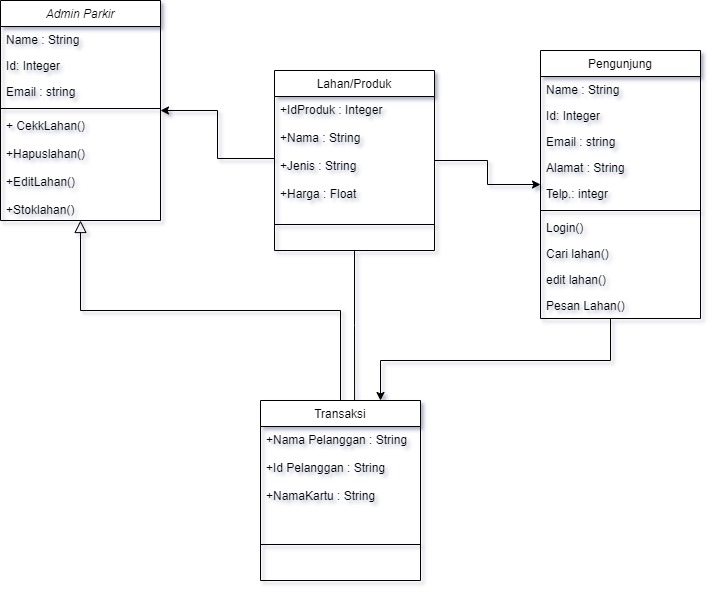 Admin Parkir
Name : String
Id: Integer
Email : string
+ CekkLahan()
+Hapuslahan()
+EditLahan()
+Stoklahan()
Lahan/Produk
+IdProduk : Integer
+Nama : String
+Jenis : String
+Harga : Float
Pengunjung
Name : String
Id: Integer
Email : string
Alamat : String
Telp.: integr
Login()
Cari lahan()
edit lahan()
Pesan Lahan()
Transaksi
+Nama Pelanggan : String
+Id Pelanggan : String
+NamaKartu : String